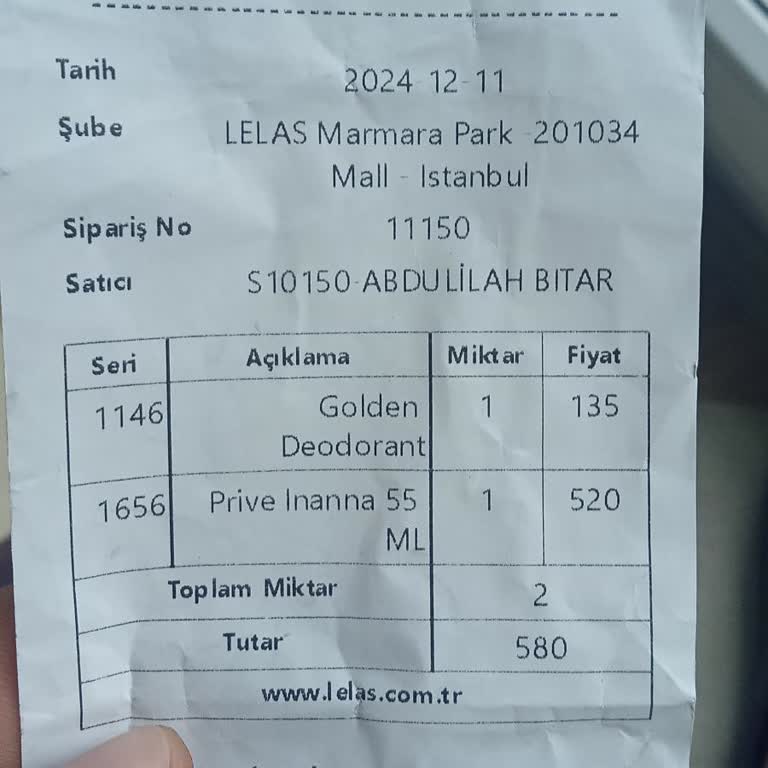 Tarih 2024-12-11
Şube LELAS Marmara Park -201034
Mall - Istanbul
Sipariş No 11150
Satıcı S10150-ABDULİLAH BITAR
Seri Açıklama Miktar Fiyat
1146 Golden 1 135
Deodorant
1656 Prive Inanna 55 1 520
ML
Toplam Miktar 2
Tutar 580
www.lelas.com.tr